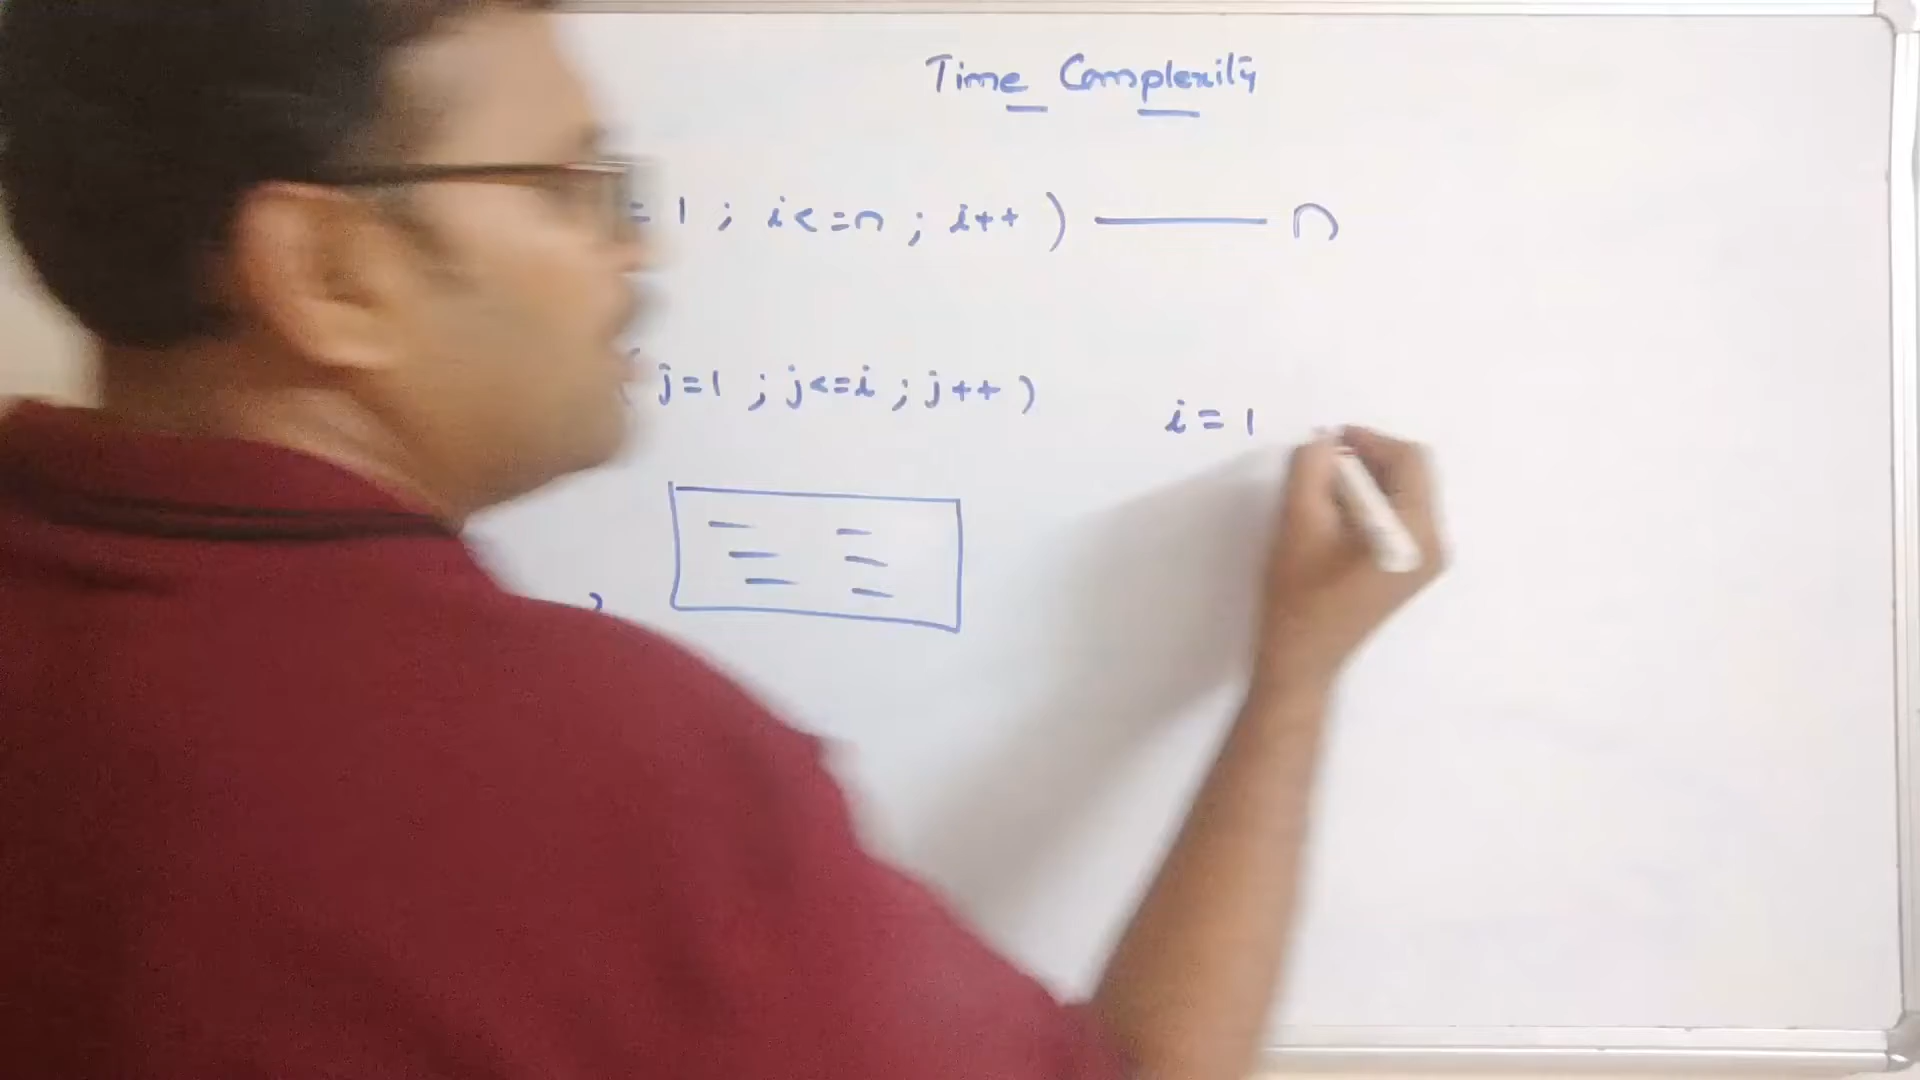 Time Complexity
= 1 ; i<=n ; i++ ) —— n
( j=1 ; j<=i ; j++ )
i = 1